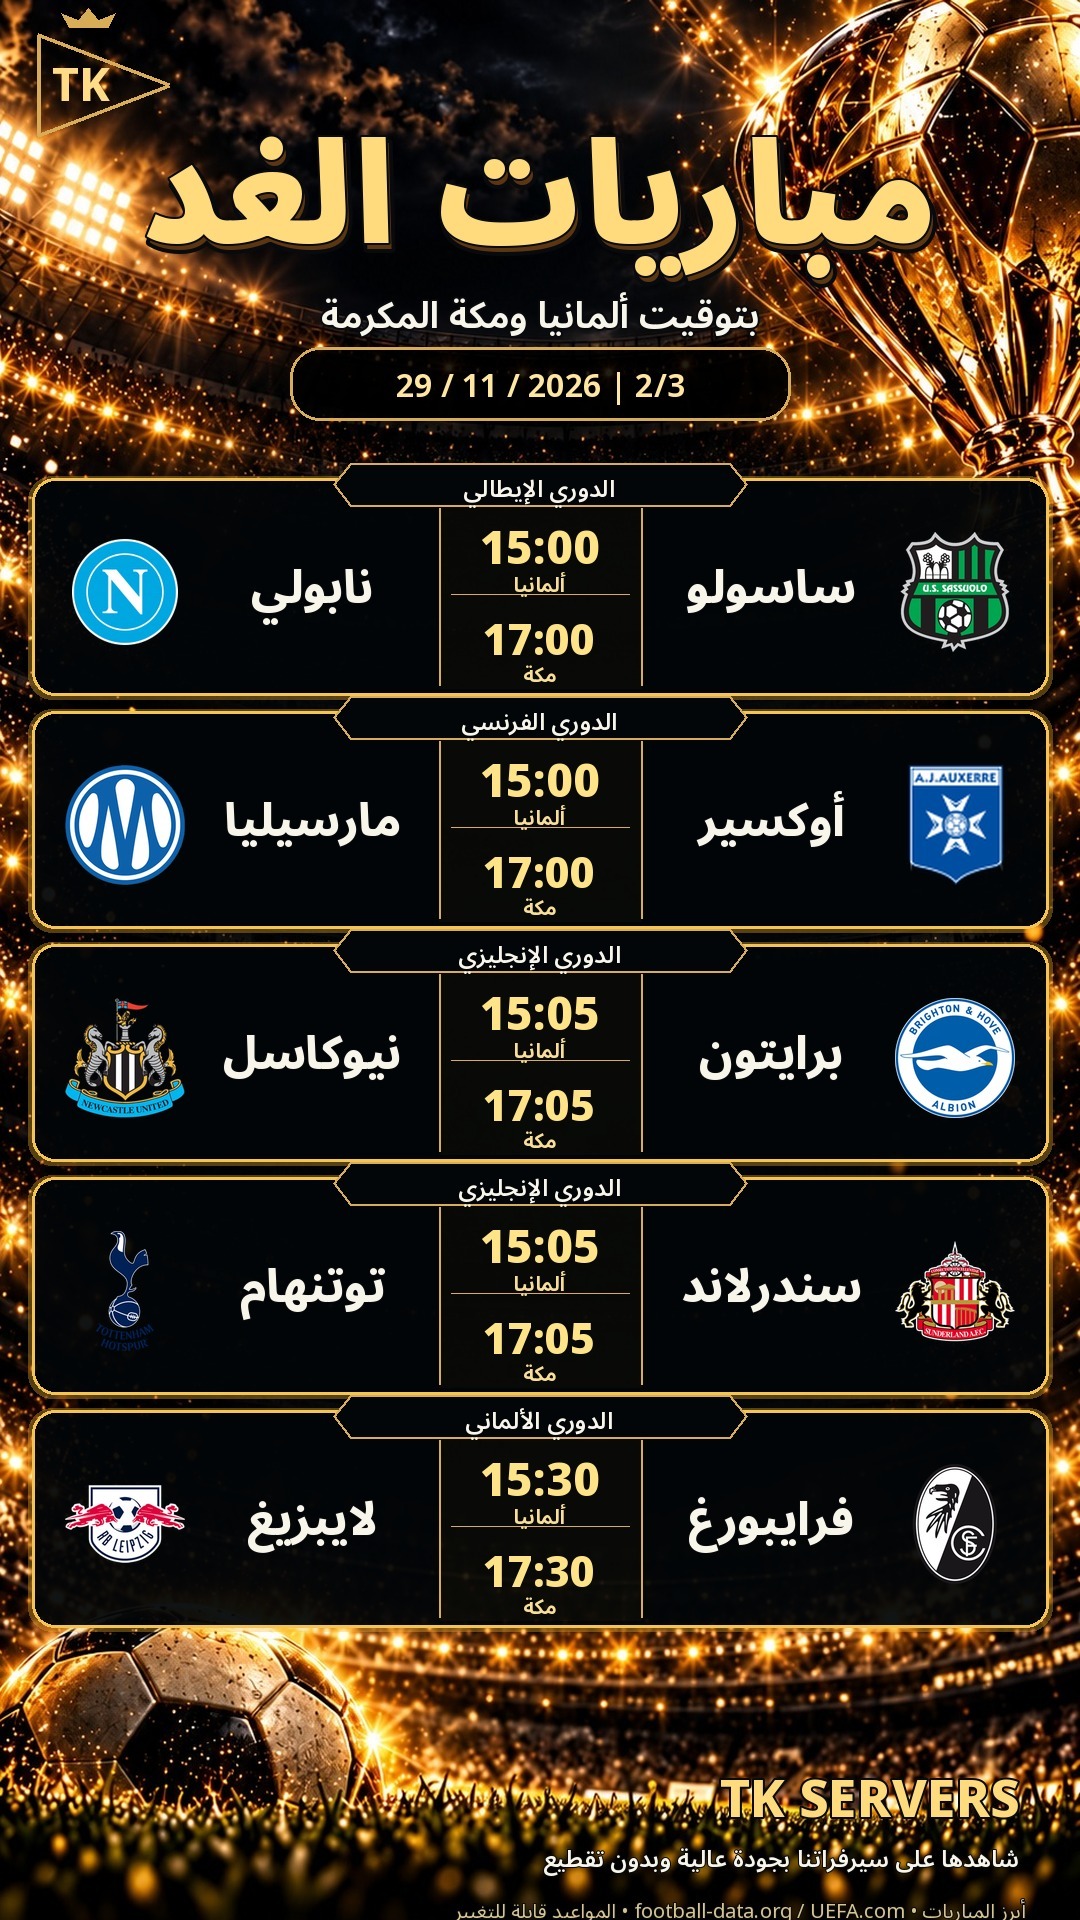 TK
مباريات الغد
بتوقيت ألمانيا ومكة المكرمة
29 / 11 / 2026 | 2/3
الدوري الإيطالي
ساسولو
15:00
ألمانيا
17:00
مكة
نابولي
U.S. SASSUOLO
N
الدوري الفرنسي
أوكسير
15:00
ألمانيا
17:00
مكة
مارسيليا
A.J.AUXERRE
الدوري الإنجليزي
برايتون
15:05
ألمانيا
17:05
مكة
نيوكاسل
BRIGHTON & HOVE
ALBION
NEWCASTLE UNITED
الدوري الإنجليزي
سندرلاند
15:05
ألمانيا
17:05
مكة
توتنهام
SUNDERLAND A.F.C.
TOTTENHAM
HOTSPUR
الدوري الألماني
فرايبورغ
15:30
ألمانيا
17:30
مكة
لايبزيغ
RB LEIPZIG
TK SERVERS
شاهدها على سيرفراتنا بجودة عالية وبدون تقطيع
أبرز المباريات • football-data.org / UEFA.com • المواعيد قابلة للتغيير